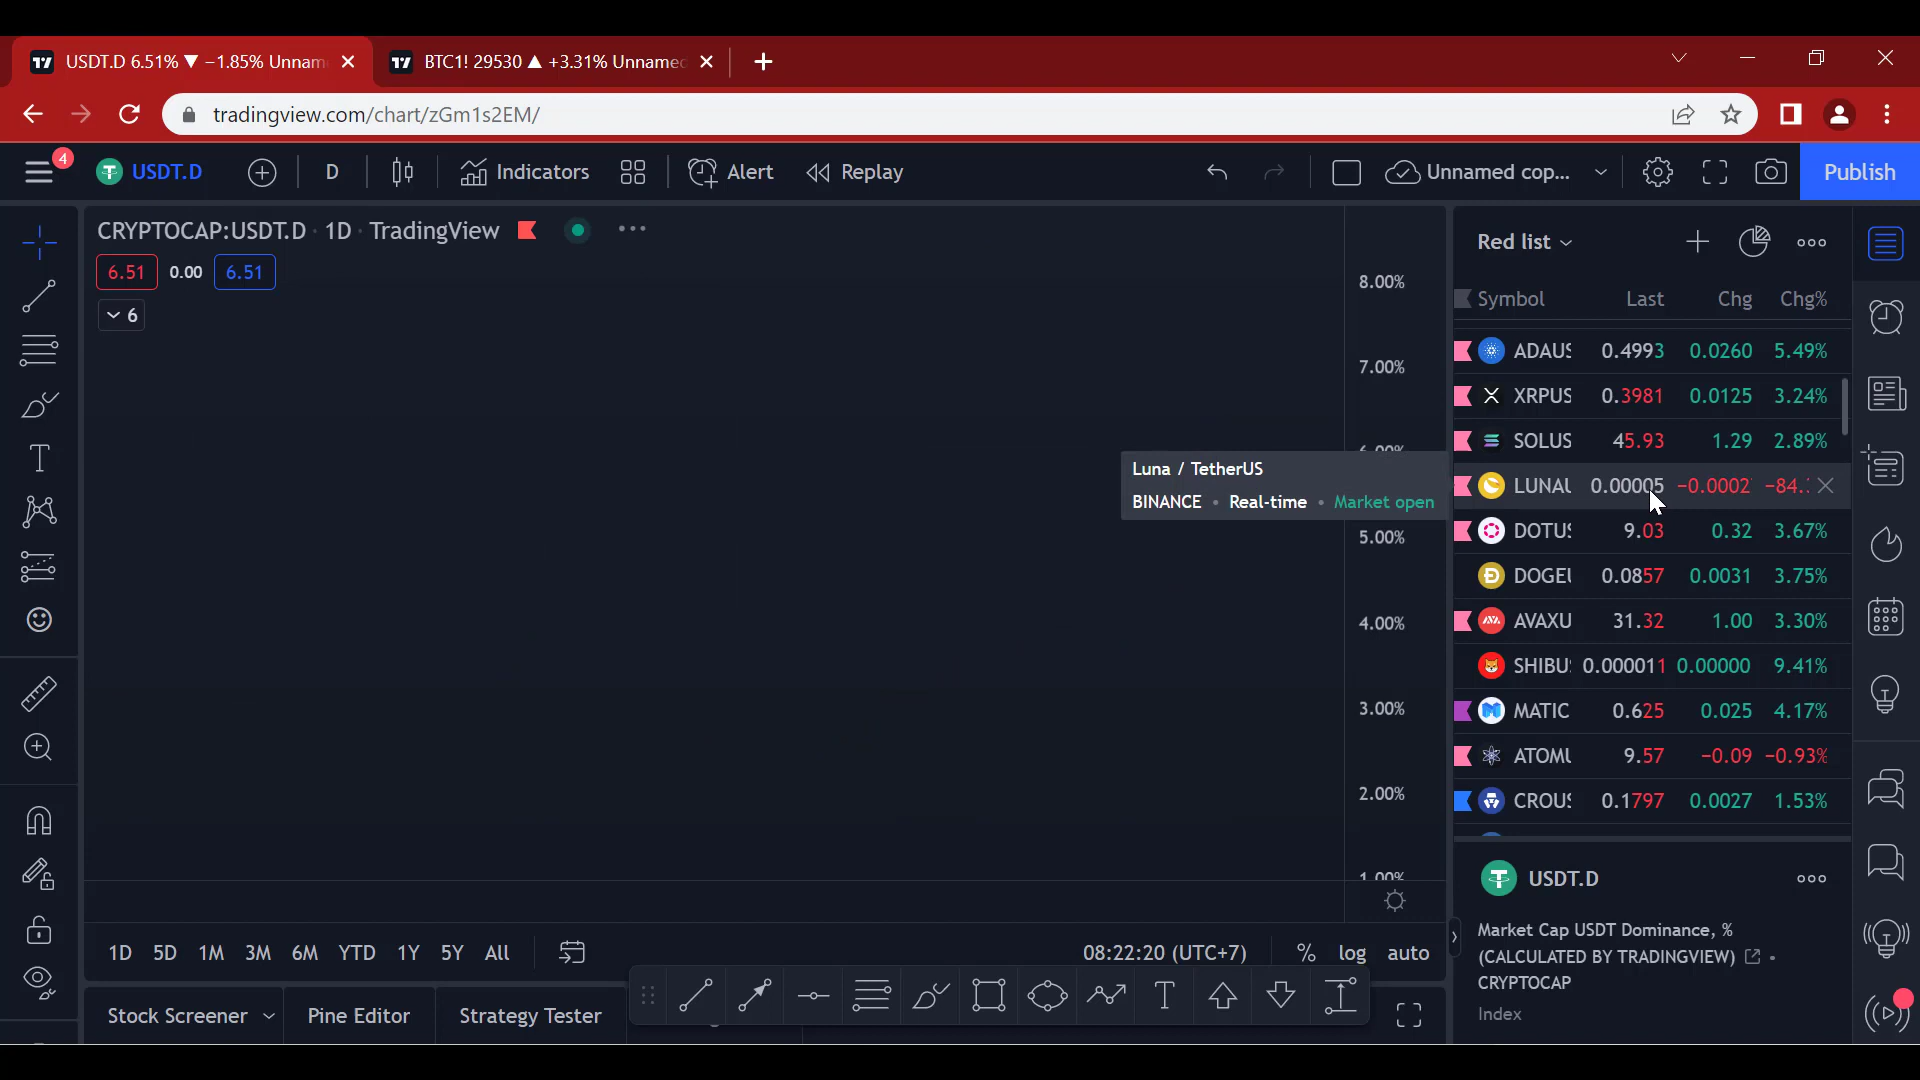 USDT.D 6.51% ▼ −1.85% Unnam
BTC1! 29530 ▲ +3.31% Unnamed
tradingview.com/chart/zGm1s2EM/
4
USDT.D
D
Indicators
Alert
Replay
Unnamed cop...
Publish
CRYPTOCAP:USDT.D · 1D · TradingView
6.51 0.00 6.51
6
8.00%
7.00%
6.00%
5.00%
4.00%
3.00%
2.00%
1.00%
Luna / TetherUS
BINANCE • Real-time • Market open
Red list
Symbol Last Chg Chg%
ADAUS 0.4993 0.0260 5.49%
XRPUS 0.3981 0.0125 3.24%
SOLUS 45.93 1.29 2.89%
LUNAU 0.00005 −0.0002 −84.
DOTUS 9.03 0.32 3.67%
DOGEU 0.0857 0.0031 3.75%
AVAXU 31.32 1.00 3.30%
SHIBUS 0.000011 0.00000 9.41%
MATIC 0.625 0.025 4.17%
ATOMU 9.57 −0.09 −0.93%
CROUS 0.1797 0.0027 1.53%
USDT.D
Market Cap USDT Dominance, %
(CALCULATED BY TRADINGVIEW) •
CRYPTOCAP
Index
1D 5D 1M 3M 6M YTD 1Y 5Y All
08:22:20 (UTC+7) % log auto
Stock Screener Pine Editor Strategy Tester